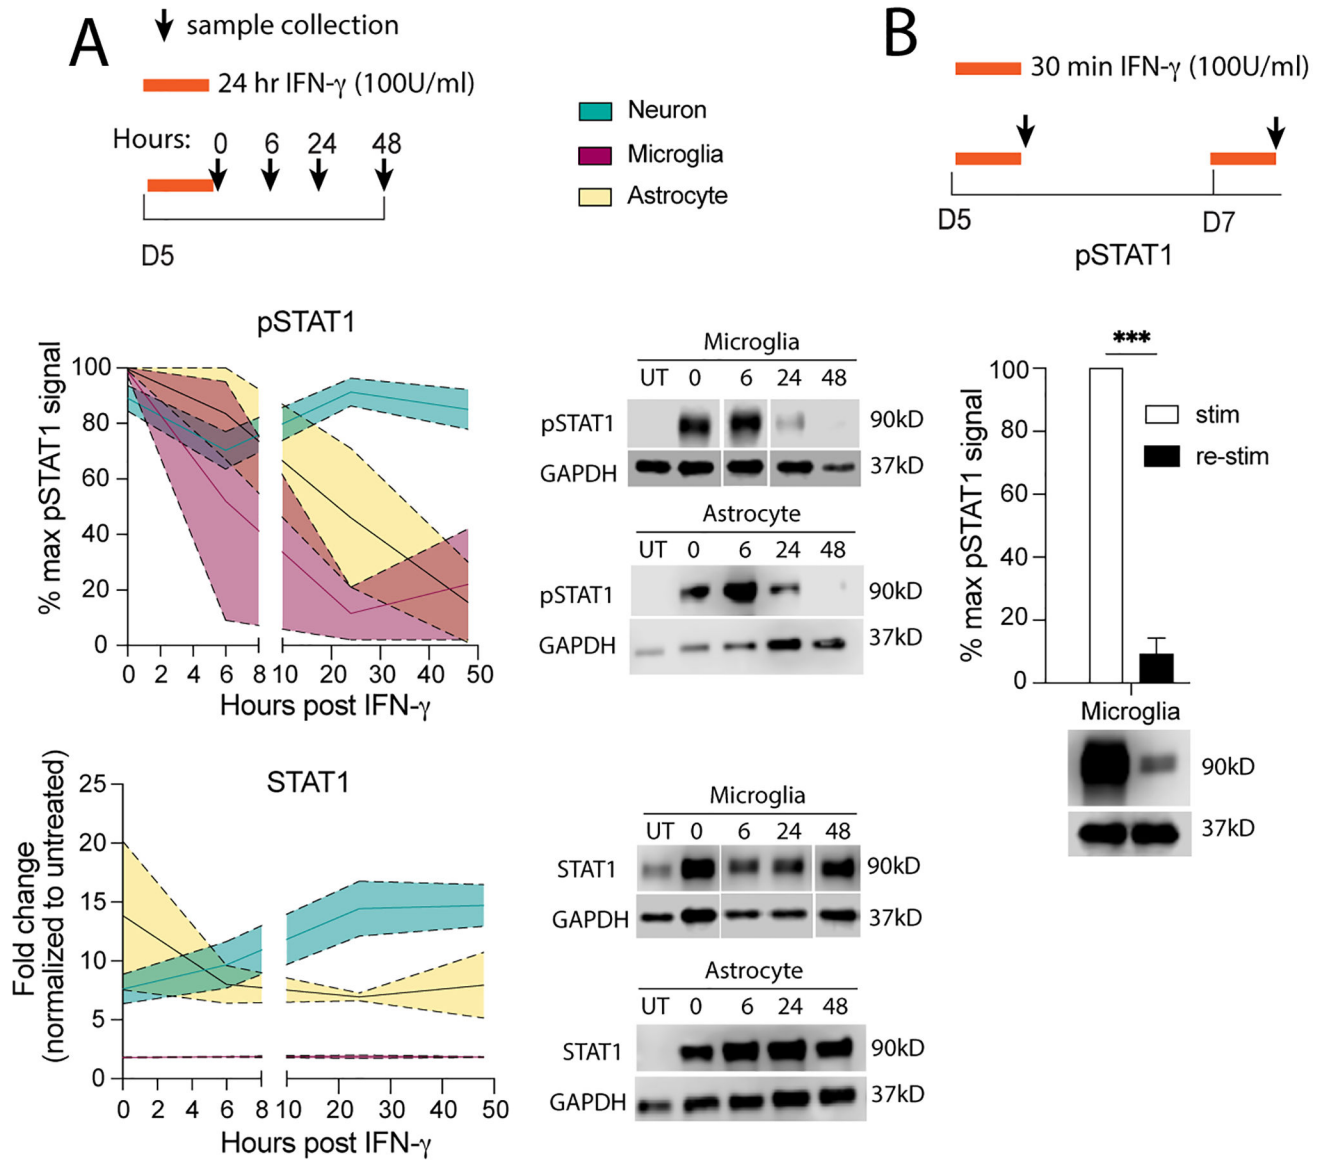 A
sample collection
24 hr IFN-γ (100U/ml)
Hours: 0 6 24 48
D5
Neuron
Microglia
Astrocyte
B
30 min IFN-γ (100U/ml)
D5 D7
pSTAT1
% max pSTAT1 signal
100
80
60
40
20
0
0 2 4 6 8 10 20 30 40 50
Hours post IFN-γ
Microglia
UT 0 6 24 48
pSTAT1 90kD
GAPDH 37kD
Astrocyte
UT 0 6 24 48
pSTAT1 90kD
GAPDH 37kD
pSTAT1
***
% max pSTAT1 signal
100
80
60
40
20
0
stim
re-stim
Microglia
90kD
37kD
STAT1
Fold change
(normalized to untreated)
25
20
15
10
5
0
0 2 4 6 8 10 20 30 40 50
Hours post IFN-γ
Microglia
UT 0 6 24 48
STAT1 90kD
GAPDH 37kD
Astrocyte
UT 0 6 24 48
STAT1 90kD
GAPDH 37kD